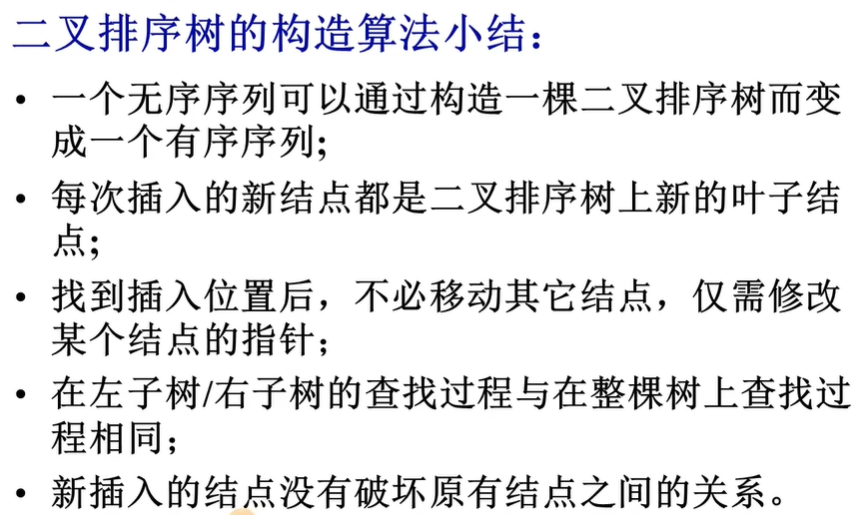 二叉排序树的构造算法小结：
• 一个无序序列可以通过构造一棵二叉排序树而变
成一个有序序列;
• 每次插入的新结点都是二叉排序树上新的叶子结
点;
• 找到插入位置后，不必移动其它结点，仅需修改
某个结点的指针；
• 在左子树/右子树的查找过程与在整棵树上查找过
程相同；
• 新插入的结点没有破坏原有结点之间的关系。